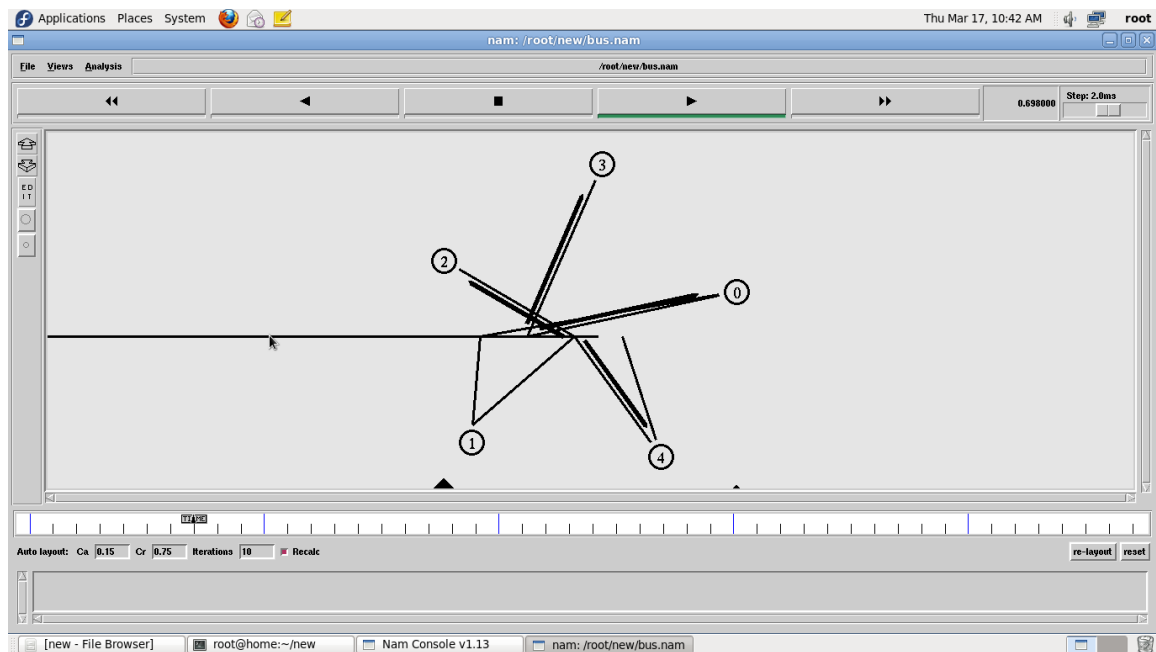 Applications Places System Thu Mar 17, 10:42 AM root
nam: /root/new/bus.nam
File Views Analysis /root/new/bus.nam
0.698000 Step: 2.0ms
E D
I T
3
2
0
1
4
TIME
Auto layout: Ca 0.15 Cr 0.75 Iterations 10 Recalc re-layout reset
[new - File Browser] root@home:~/new Nam Console v1.13 nam: /root/new/bus.nam